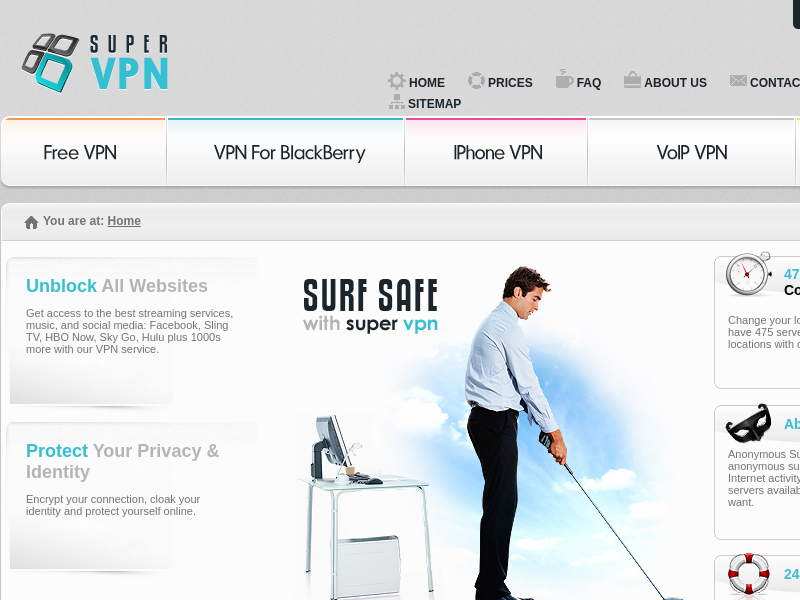 SUPER
VPN
HOME PRICES FAQ ABOUT US CONTAC
SITEMAP
Free VPN
VPN For BlackBerry
IPhone VPN
VoIP VPN
You are at: Home
Unblock All Websites
Get access to the best streaming services,
music, and social media: Facebook, Sling
TV, HBO Now, Sky Go, Hulu plus 1000s
more with our VPN service.
Protect Your Privacy &
Identity
Encrypt your connection, cloak your
identity and protect yourself online.
SURF SAFE
with super vpn
47
Co
Change your lo
have 475 serve
locations with c
Ab
Anonymous Su
anonymous su
Internet activity
servers availab
want.
24